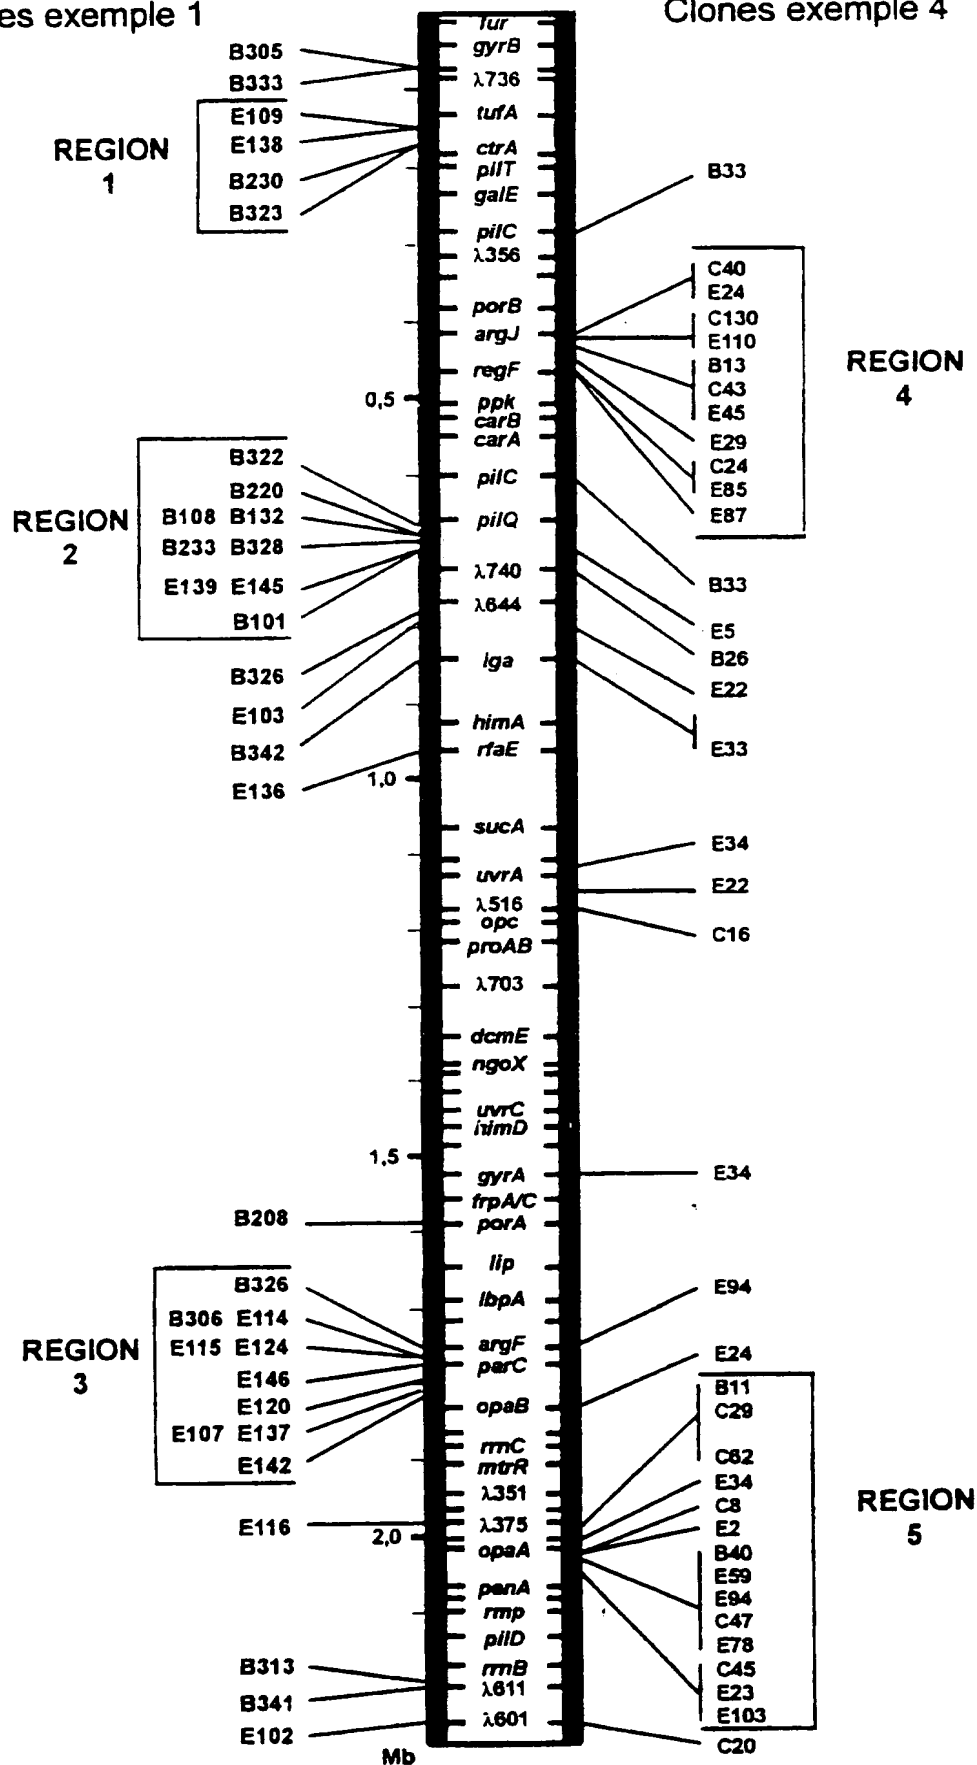 es exemple 1
Clones exemple 4
B305
B333
E109
E138
B230
B323
REGION
1
B322
B220
B108 B132
B233 B328
E139 E145
B101
REGION
2
B326
E103
B342
E136
B208
B326
B306 E114
E115 E124
E146
E120
E107 E137
E142
REGION
3
E116
B313
B341
E102
0,5
1,0
1,5
2,0
Mb
fur
gyrB
λ736
tufA
ctrA
pilT
galE
pilC
λ356
porB
argJ
regF
ppk
carB
carA
pilC
pilQ
λ740
λ644
iga
himA
rfaE
sucA
uvrA
λ516
opc
proAB
λ703
dcmE
ngoX
uvrC
himD
gyrA
frpA/C
porA
lip
lbpA
argF
parC
opaB
rrnC
mtrR
λ351
λ375
opaA
penA
rmp
pilD
rrnB
λ611
λ601
B33
C40
E24
C130
E110
B13
C43
E45
E29
C24
E85
E87
REGION
4
B33
E5
B26
E22
E33
E34
E22
C16
E34
E94
E24
B11
C29
C62
E34
C8
E2
B40
E59
E94
C47
E78
C45
E23
E103
REGION
5
C20